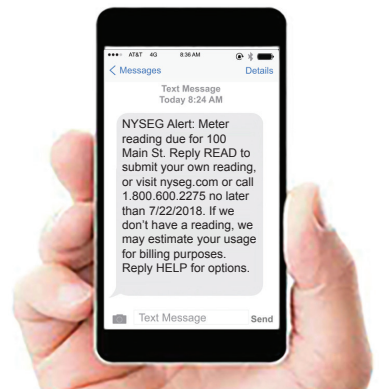 AT&T 4G 8:36 AM
Messages Details
Text Message
Today 8:24 AM
NYSEG Alert: Meter
reading due for 100
Main St. Reply READ to
submit your own reading,
or visit nyseg.com or call
1.800.600.2275 no later
than 7/22/2018. If we
don't have a reading, we
may estimate your usage
for billing purposes.
Reply HELP for options.
Text Message Send